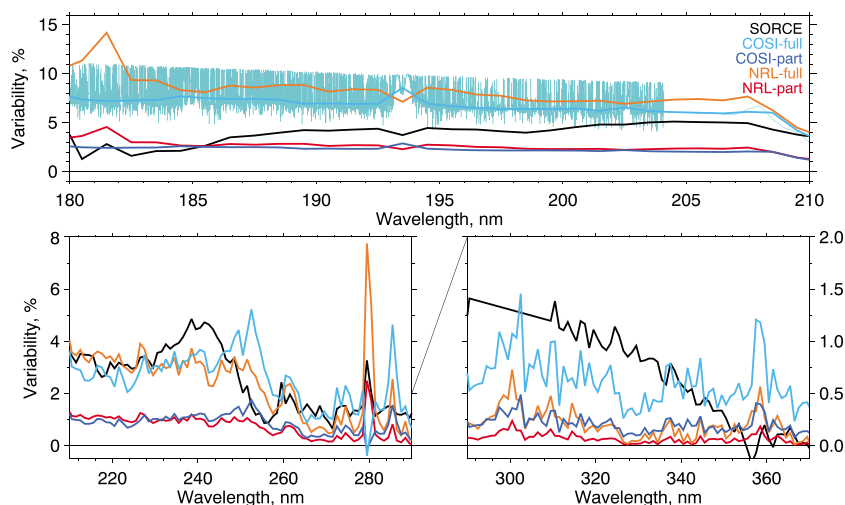 15
10
5
0
Variability, %
SORCE
COSI-full
COSI-part
NRL-full
NRL-part
180
185
190
195
200
205
210
Wavelength, nm
8
6
4
2
0
Variability, %
220
240
260
280
Wavelength, nm
2.0
1.5
1.0
0.5
0.0
Variability, %
300
320
340
360
Wavelength, nm